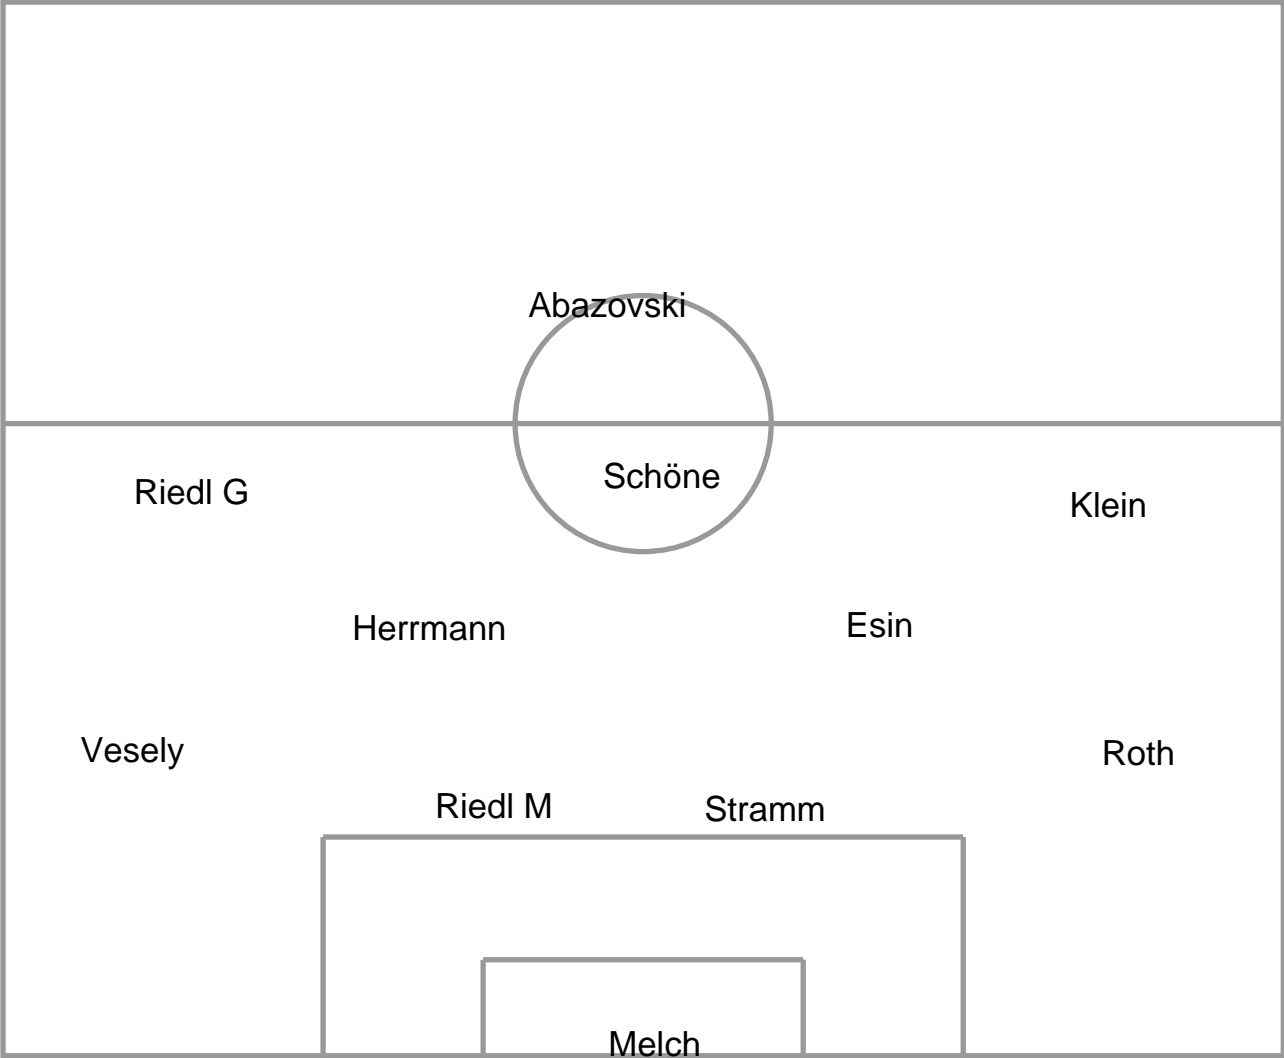 Abazovski
Schöne
Riedl G
Klein
Herrmann
Esin
Vesely
Roth
Riedl M
Stramm
Melch